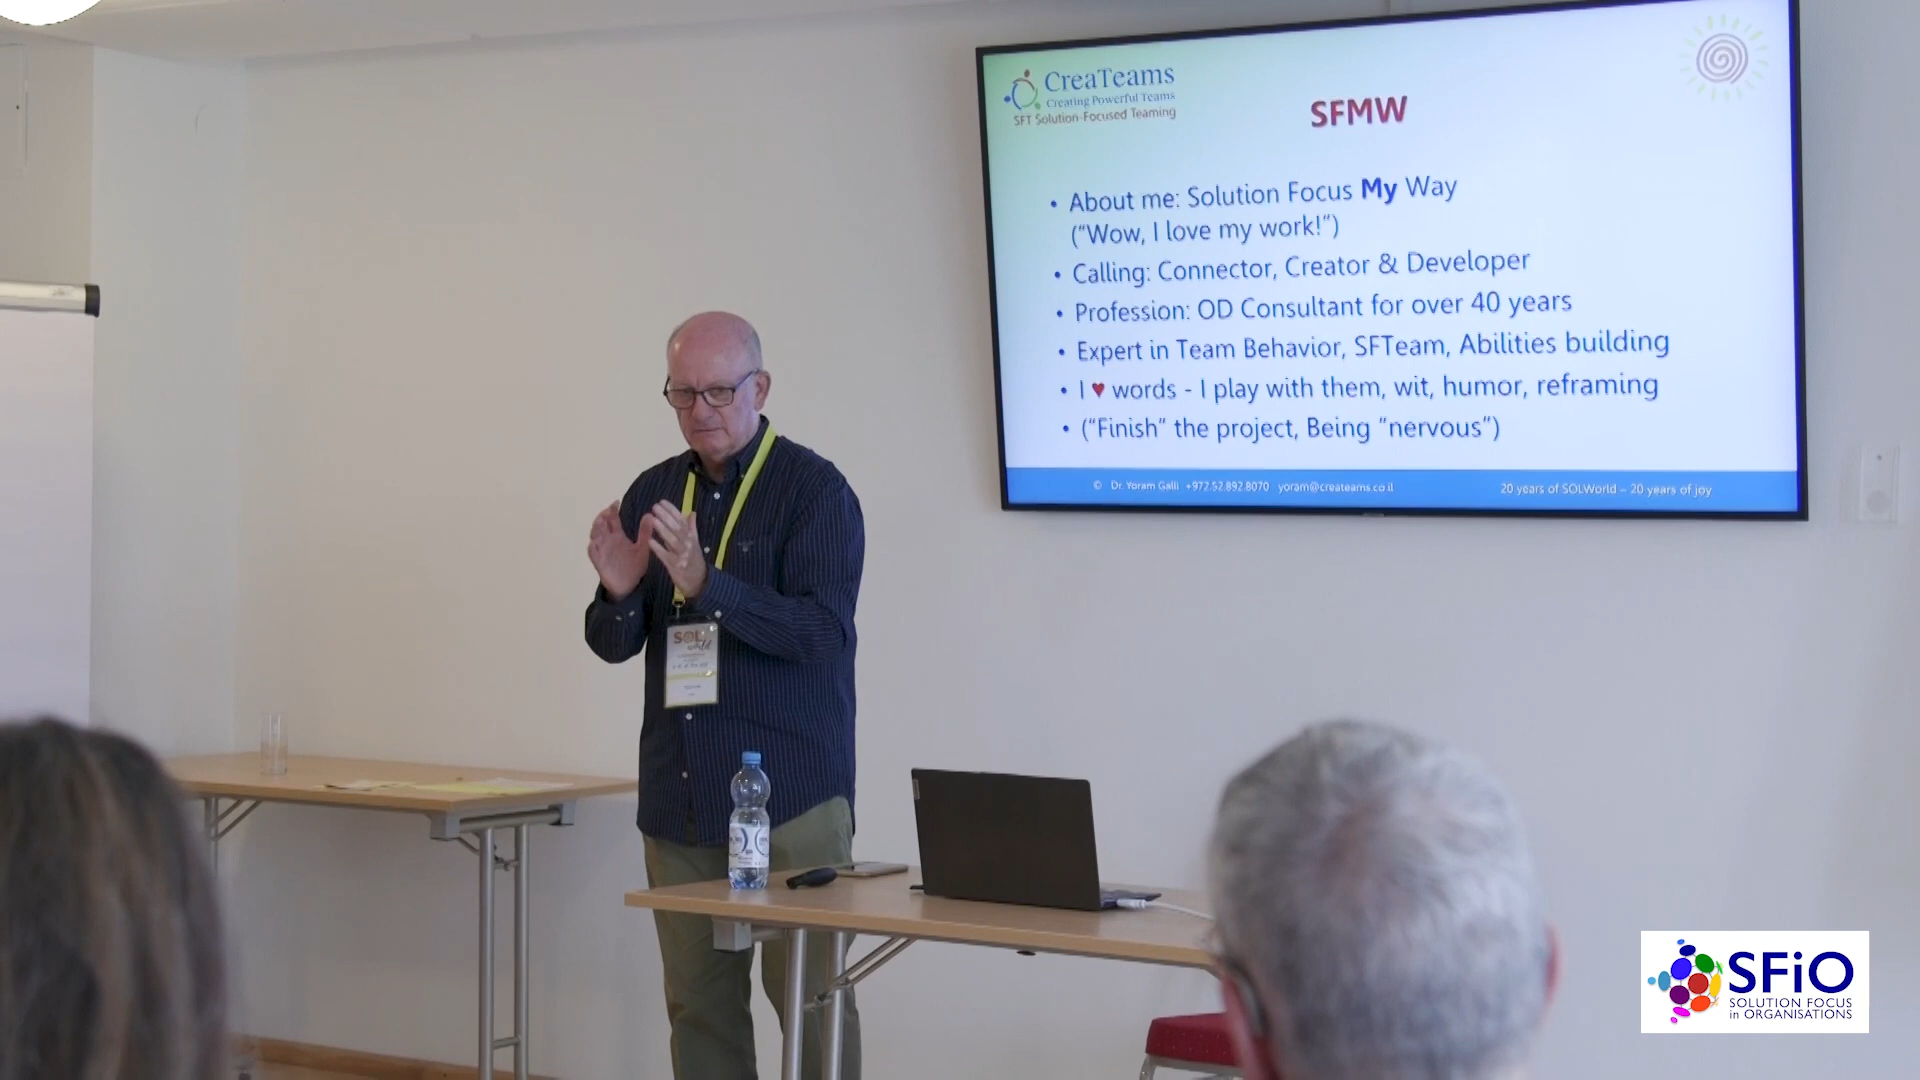 CreaTeams
Creating Powerful Teams
SFT Solution-Focused Teaming
SFMW
• About me: Solution Focus My Way
("Wow, I love my work!")
• Calling: Connector, Creator & Developer
• Profession: OD Consultant for over 40 years
• Expert in Team Behavior, SFTeam, Abilities building
• I ♥ words - I play with them, wit, humor, reframing
• ("Finish" the project, Being "nervous")
© Dr. Yoram Galli +972.52.892.8070 yoram@createams.co.il
20 years of SOLWorld – 20 years of joy
SOL
world
SFiO
SOLUTION FOCUS
in ORGANISATIONS